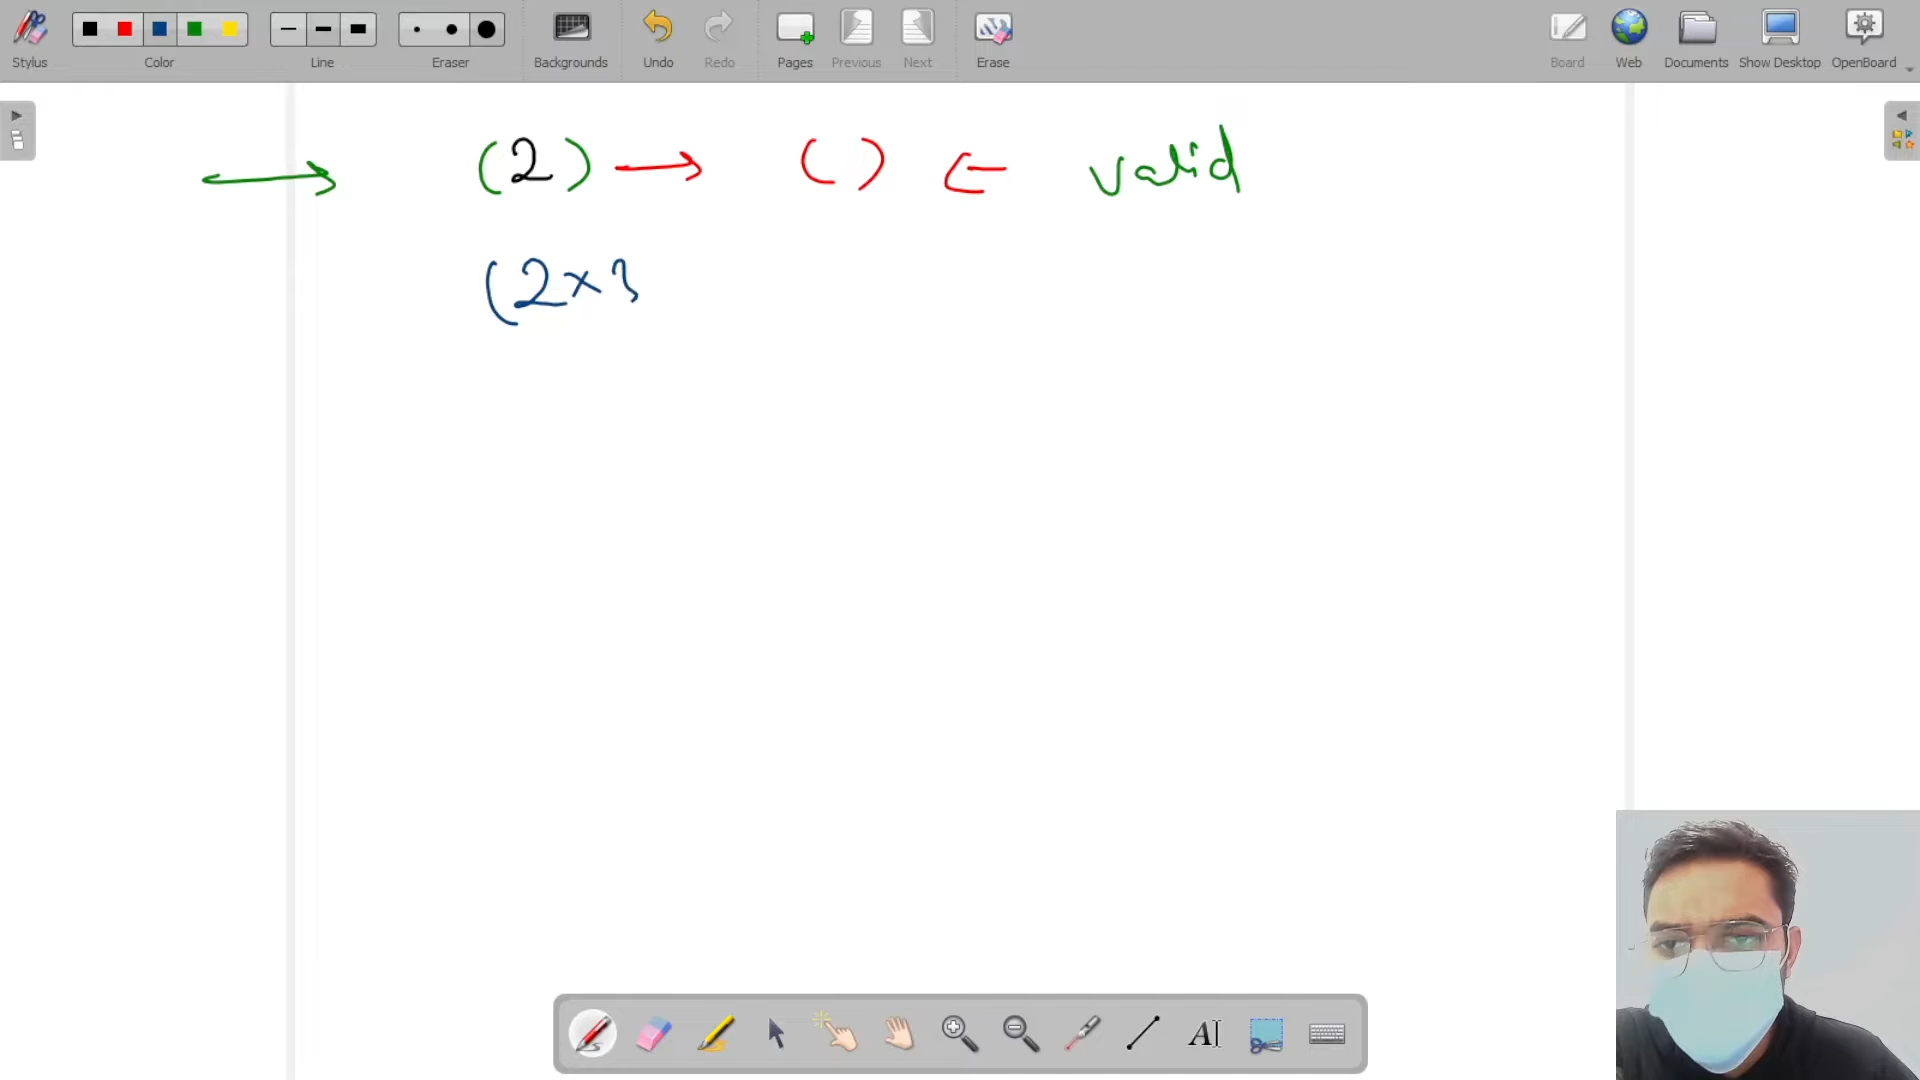 Stylus Color Line Eraser Backgrounds Undo Redo Pages Previous Next Erase Board Web Documents Show Desktop OpenBoard
(2) → ( ) ← valid
(2×3
A